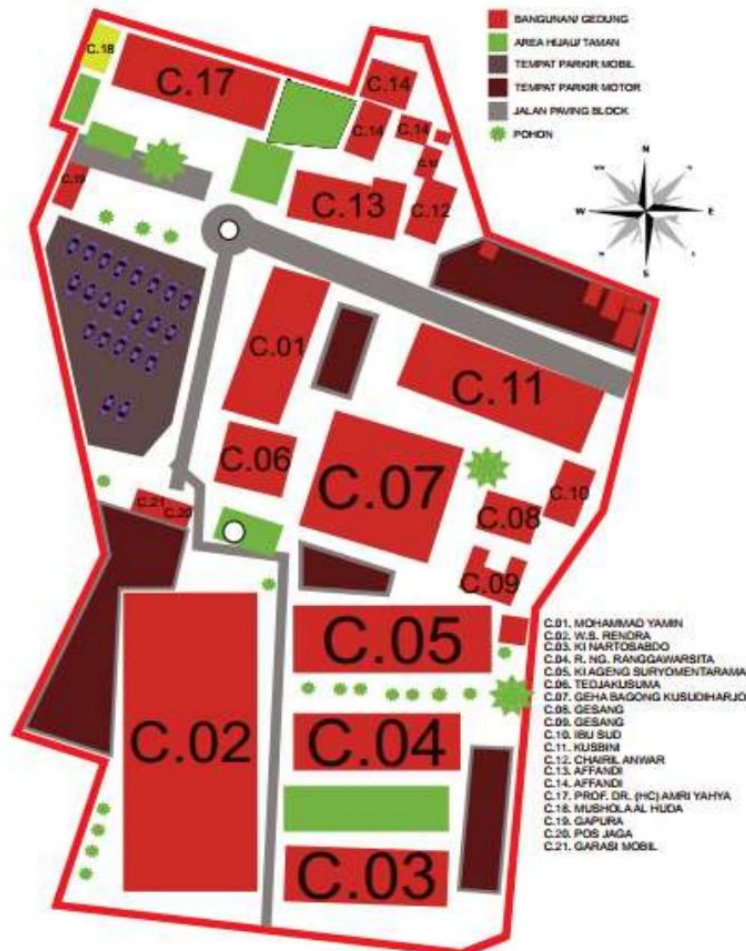 BANGUNAN/ GEDUNG
AREA HIJAU/ TAMAN
TEMPAT PARKIR MOBIL
TEMPAT PARKIR MOTOR
JALAN PAVING BLOCK
POHON
N
W E
S
C.18
C.17
C.14
C.14
C.14
C.19
C.13
C.12
C.01
C.11
C.06
C.07
C.10
C.08
C.21
C.20
C.09
C.05
C.02
C.04
C.03
C.01. MOHAMMAD YAMIN
C.02. W.S. RENDRA
C.03. KI NARTOSABDO
C.04. R. NG. RANGGAWARSITA
C.05. KI AGENG SURYOMENTARAMA
C.06. TEDJAKUSUMA
C.07. GEHA BAGONG KUSUDIHARJO
C.08. GESANG
C.09. GESANG
C.10. IBU SUD
C.11. KUSBINI
C.12. CHAIRIL ANWAR
C.13. AFFANDI
C.14. AFFANDI
C.17. PROF. DR. (HC) AMRI YAHYA
C.18. MUSHOLA AL HUDA
C.19. GAPURA
C.20. POS JAGA
C.21. GARASI MOBIL